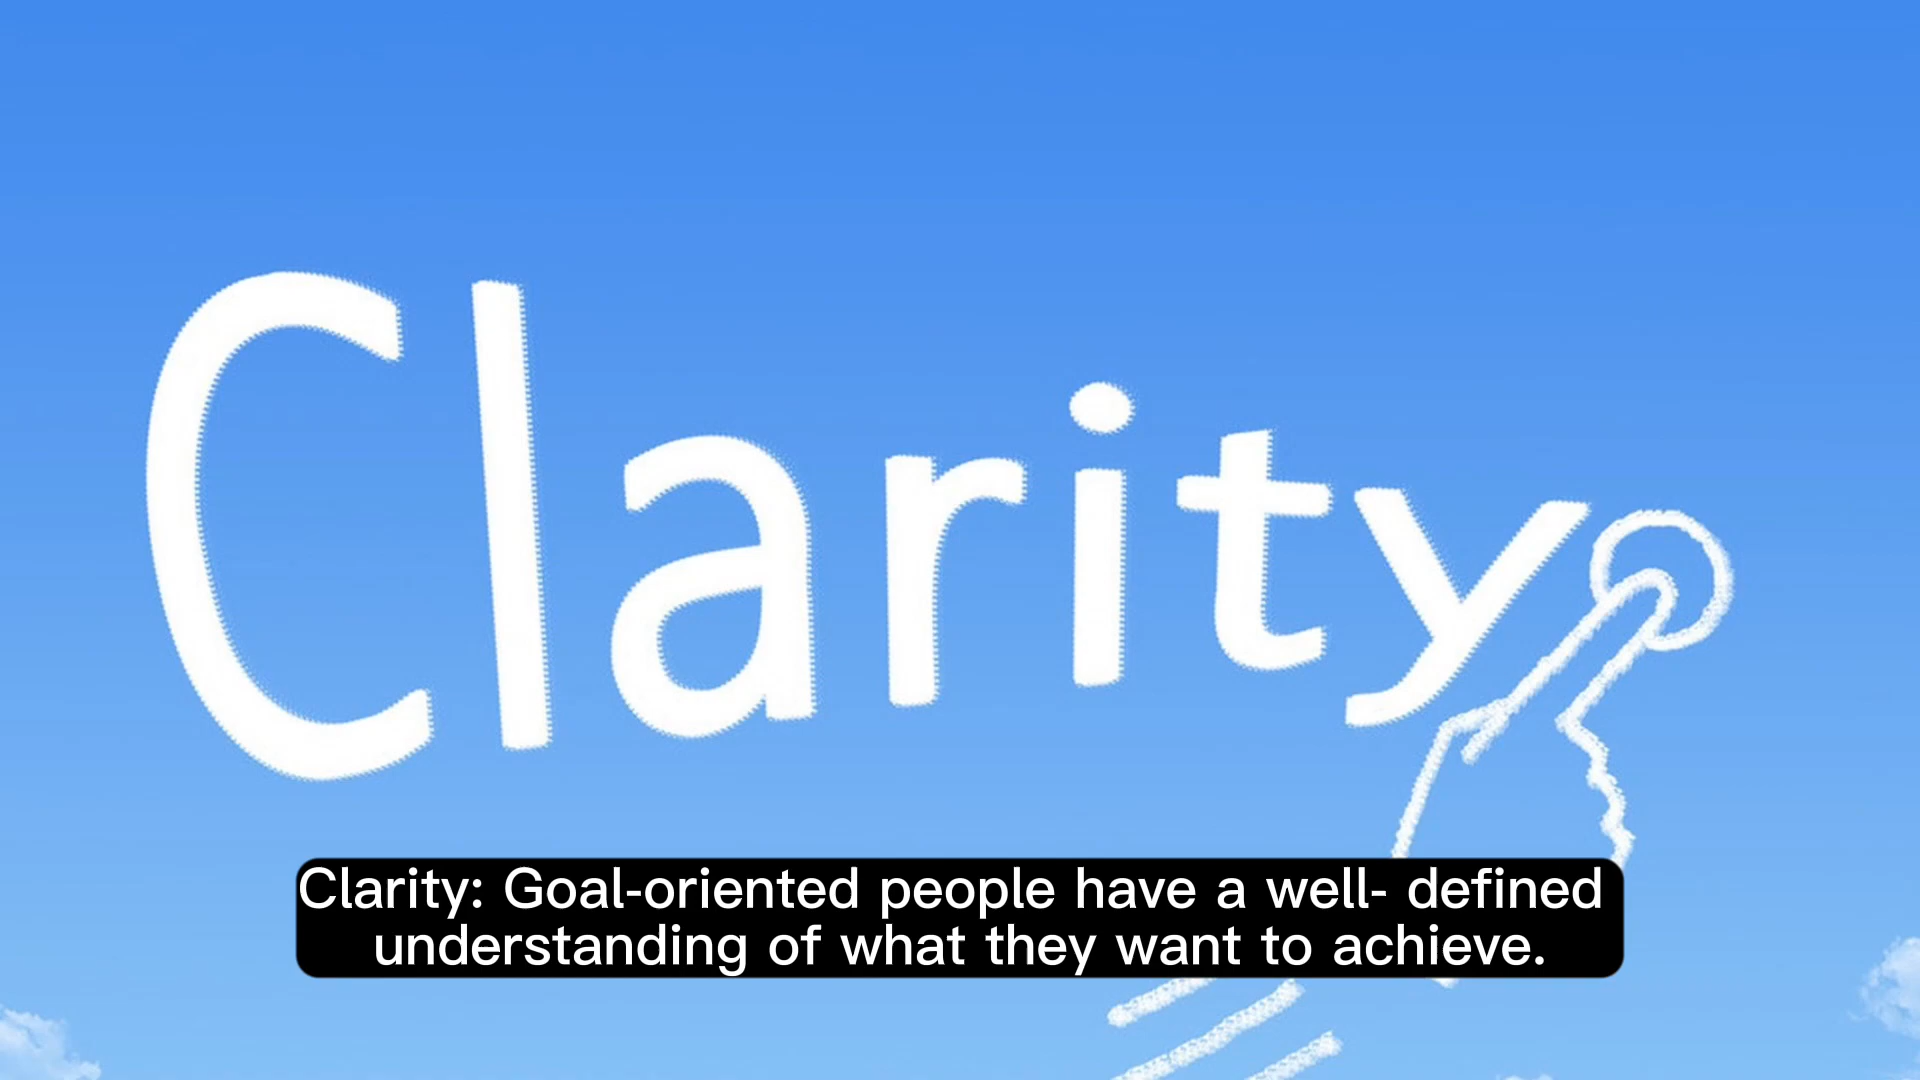 Clarity
Clarity: Goal-oriented people have a well- defined
understanding of what they want to achieve.